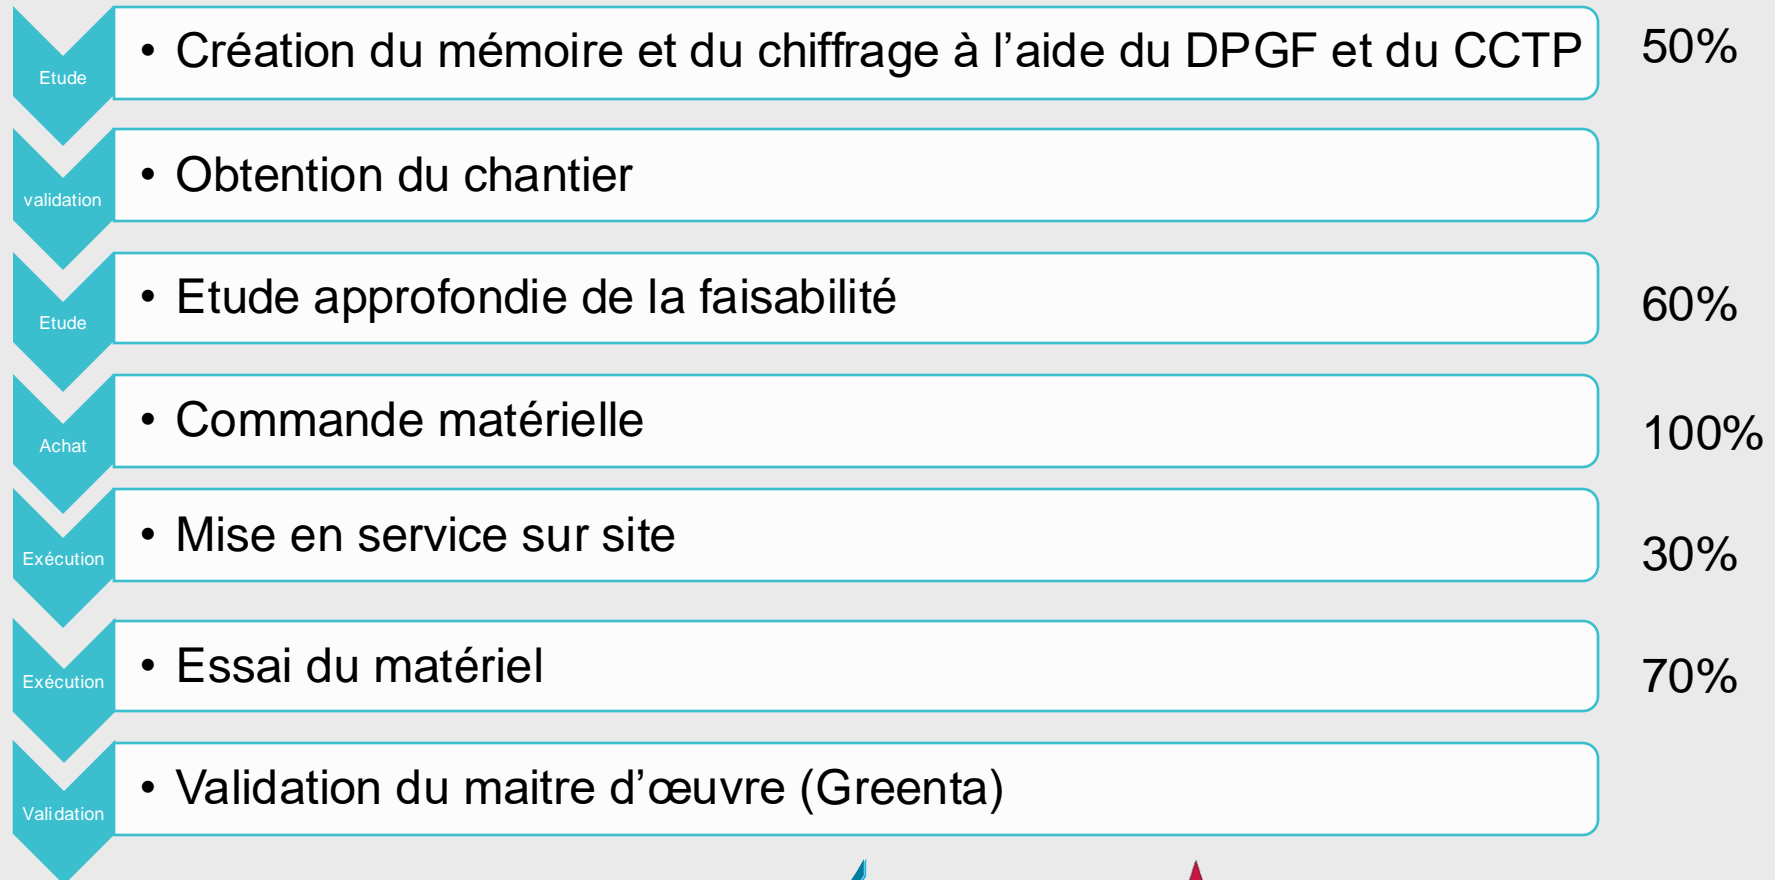 Etude
• Création du mémoire et du chiffrage à l’aide du DPGF et du CCTP
50%
validation
• Obtention du chantier
Etude
• Etude approfondie de la faisabilité
60%
Achat
• Commande matérielle
100%
Exécution
• Mise en service sur site
30%
Exécution
• Essai du matériel
70%
Validation
• Validation du maitre d’œuvre (Greenta)